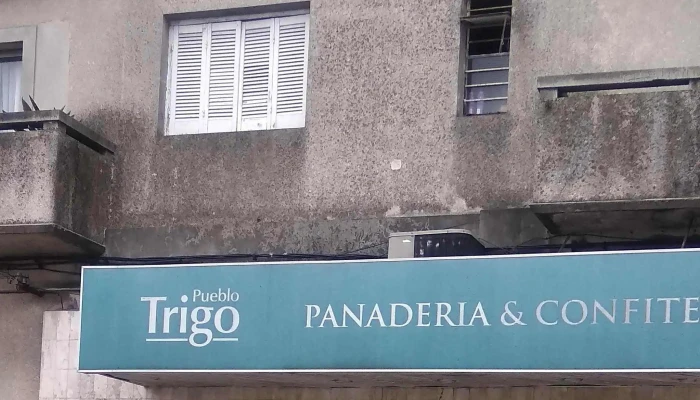 Pueblo
Trigo
PANADERIA & CONFITE